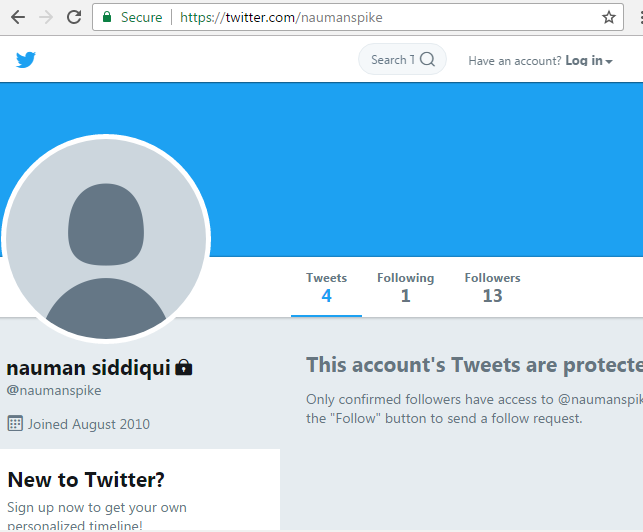 Secure https://twitter.com/naumanspike
Search T
Have an account? Log in
Tweets Following Followers
4 1 13
nauman siddiqui
@naumanspike
Joined August 2010
This account's Tweets are protecte
Only confirmed followers have access to @naumanspik
the "Follow" button to send a follow request.
New to Twitter?
Sign up now to get your own
personalized timeline!